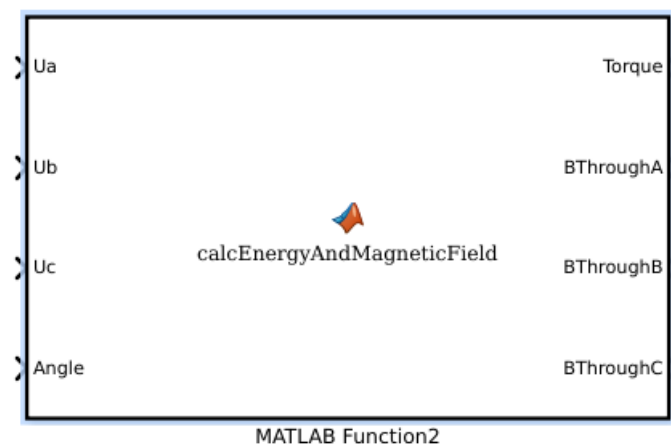 Ua
Torque
Ub
BThroughA
calcEnergyAndMagneticField
Uc
BThroughB
Angle
BThroughC
MATLAB Function2